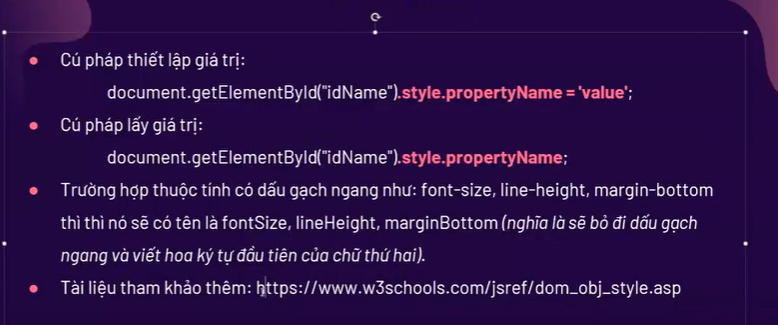 • Cú pháp thiết lập giá trị:
document.getElementById("idName").style.propertyName = 'value';
• Cú pháp lấy giá trị:
document.getElementById("idName").style.propertyName;
• Trường hợp thuộc tính có dấu gạch ngang như: font-size, line-height, margin-bottom
thì thì nó sẽ có tên là fontSize, lineHeight, marginBottom (nghĩa là sẽ bỏ đi dấu gạch
ngang và viết hoa ký tự đầu tiên của chữ thứ hai).
• Tài liệu tham khảo thêm: https://www.w3schools.com/jsref/dom_obj_style.asp